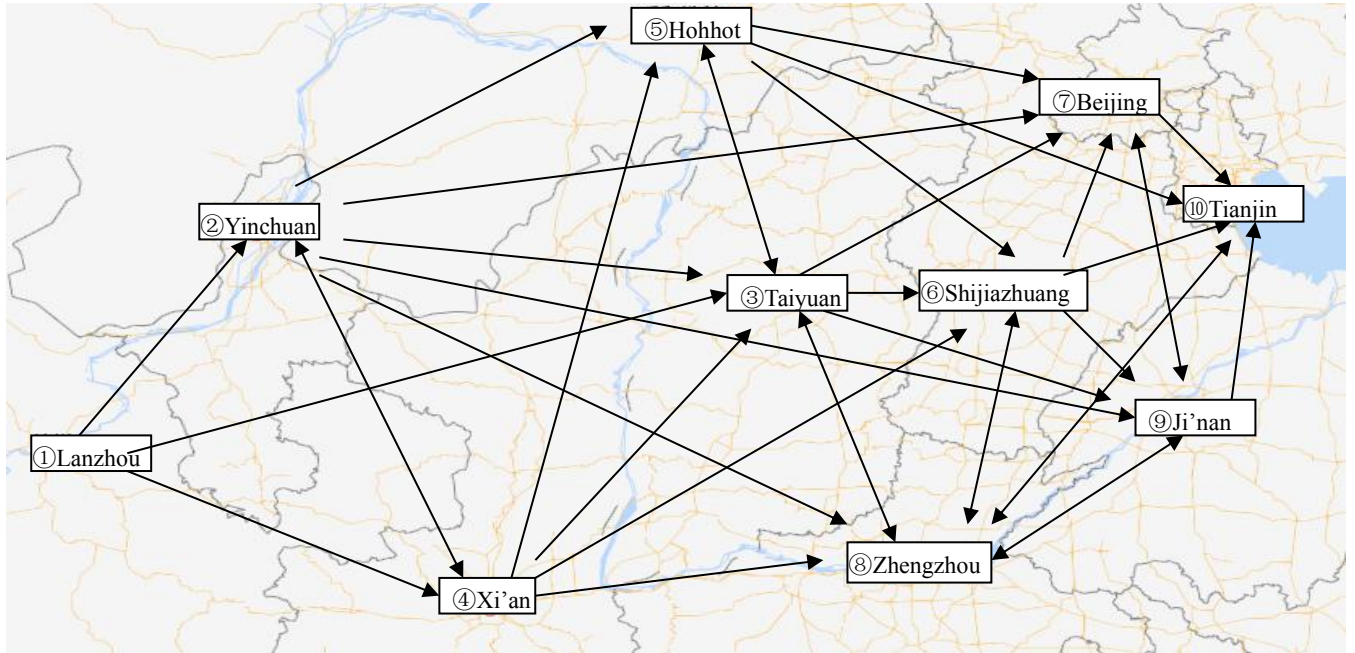 ⑤Hohhot
⑦Beijing
②Yinchuan
⑩Tianjin
③Taiyuan
⑥Shijiazhuang
⑨Ji’nan
①Lanzhou
⑧Zhengzhou
④Xi’an